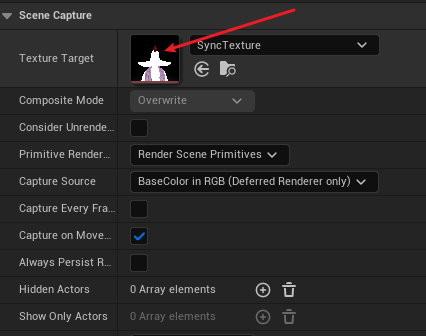 Scene Capture
Texture Target
SyncTexture
Composite Mode
Overwrite
Consider Unrende...
Primitive Render...
Render Scene Primitives
Capture Source
BaseColor in RGB (Deferred Renderer only)
Capture Every Fra...
Capture on Move...
Always Persist R...
Hidden Actors
0 Array elements
Show Only Actors
0 Array elements